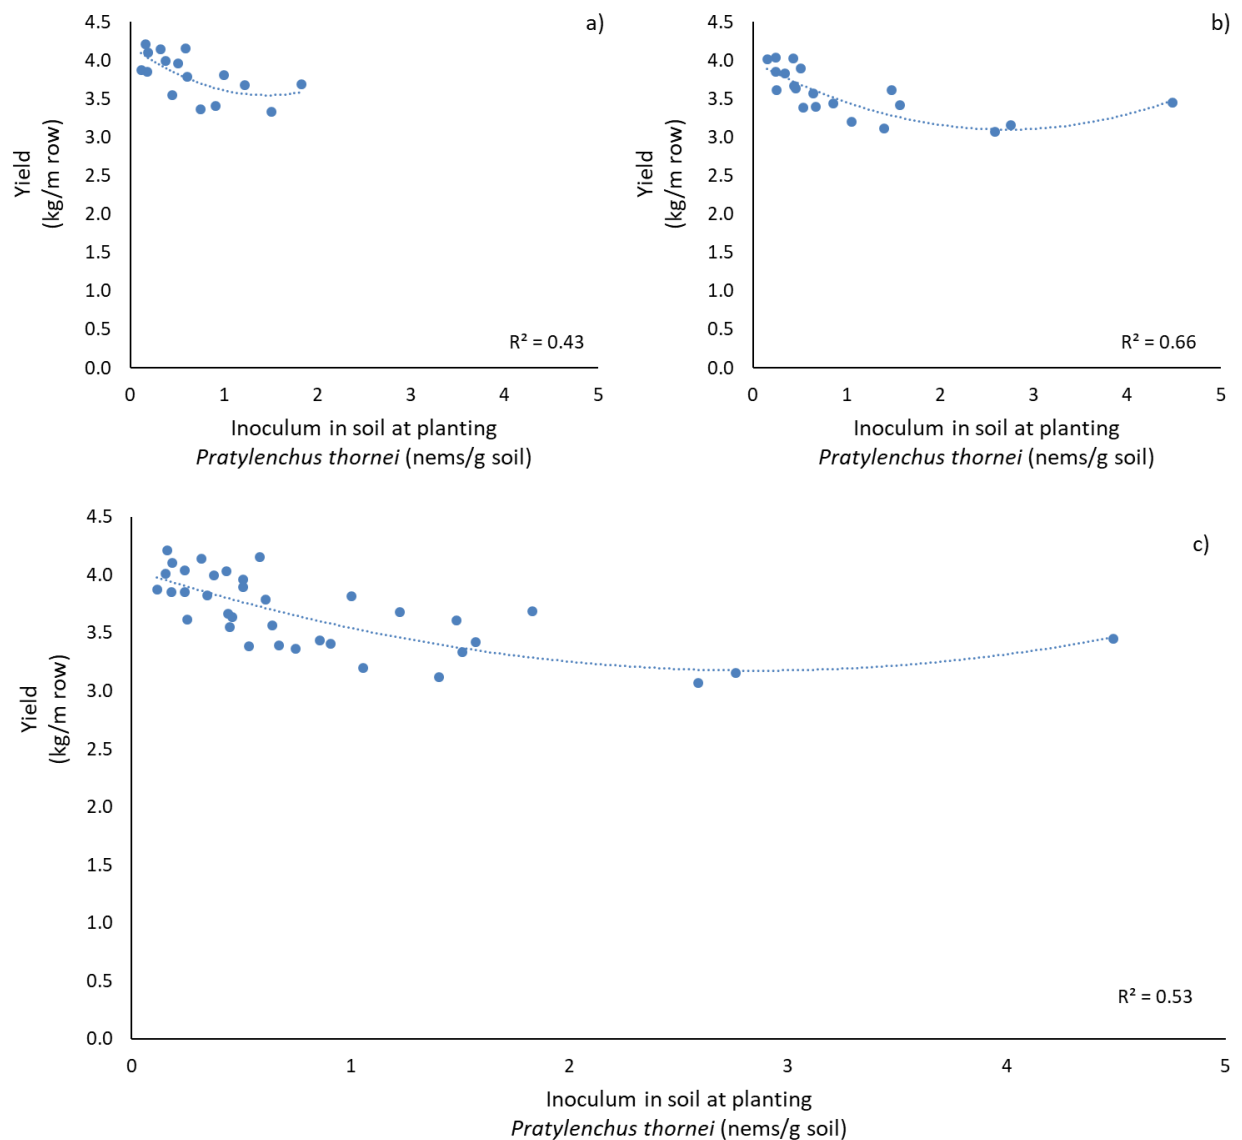 a)
4.5
4.0
3.5
3.0
2.5
2.0
1.5
1.0
0.5
0.0
Yield
(kg/m row)
R² = 0.43
0 1 2 3 4 5
Inoculum in soil at planting
Pratylenchus thornei (nems/g soil)
b)
4.5
4.0
3.5
3.0
2.5
2.0
1.5
1.0
0.5
0.0
Yield
(kg/m row)
R² = 0.66
0 1 2 3 4 5
Inoculum in soil at planting
Pratylenchus thornei (nems/g soil)
c)
4.5
4.0
3.5
3.0
2.5
2.0
1.5
1.0
0.5
0.0
Yield
(kg/m row)
R² = 0.53
0 1 2 3 4 5
Inoculum in soil at planting
Pratylenchus thornei (nems/g soil)